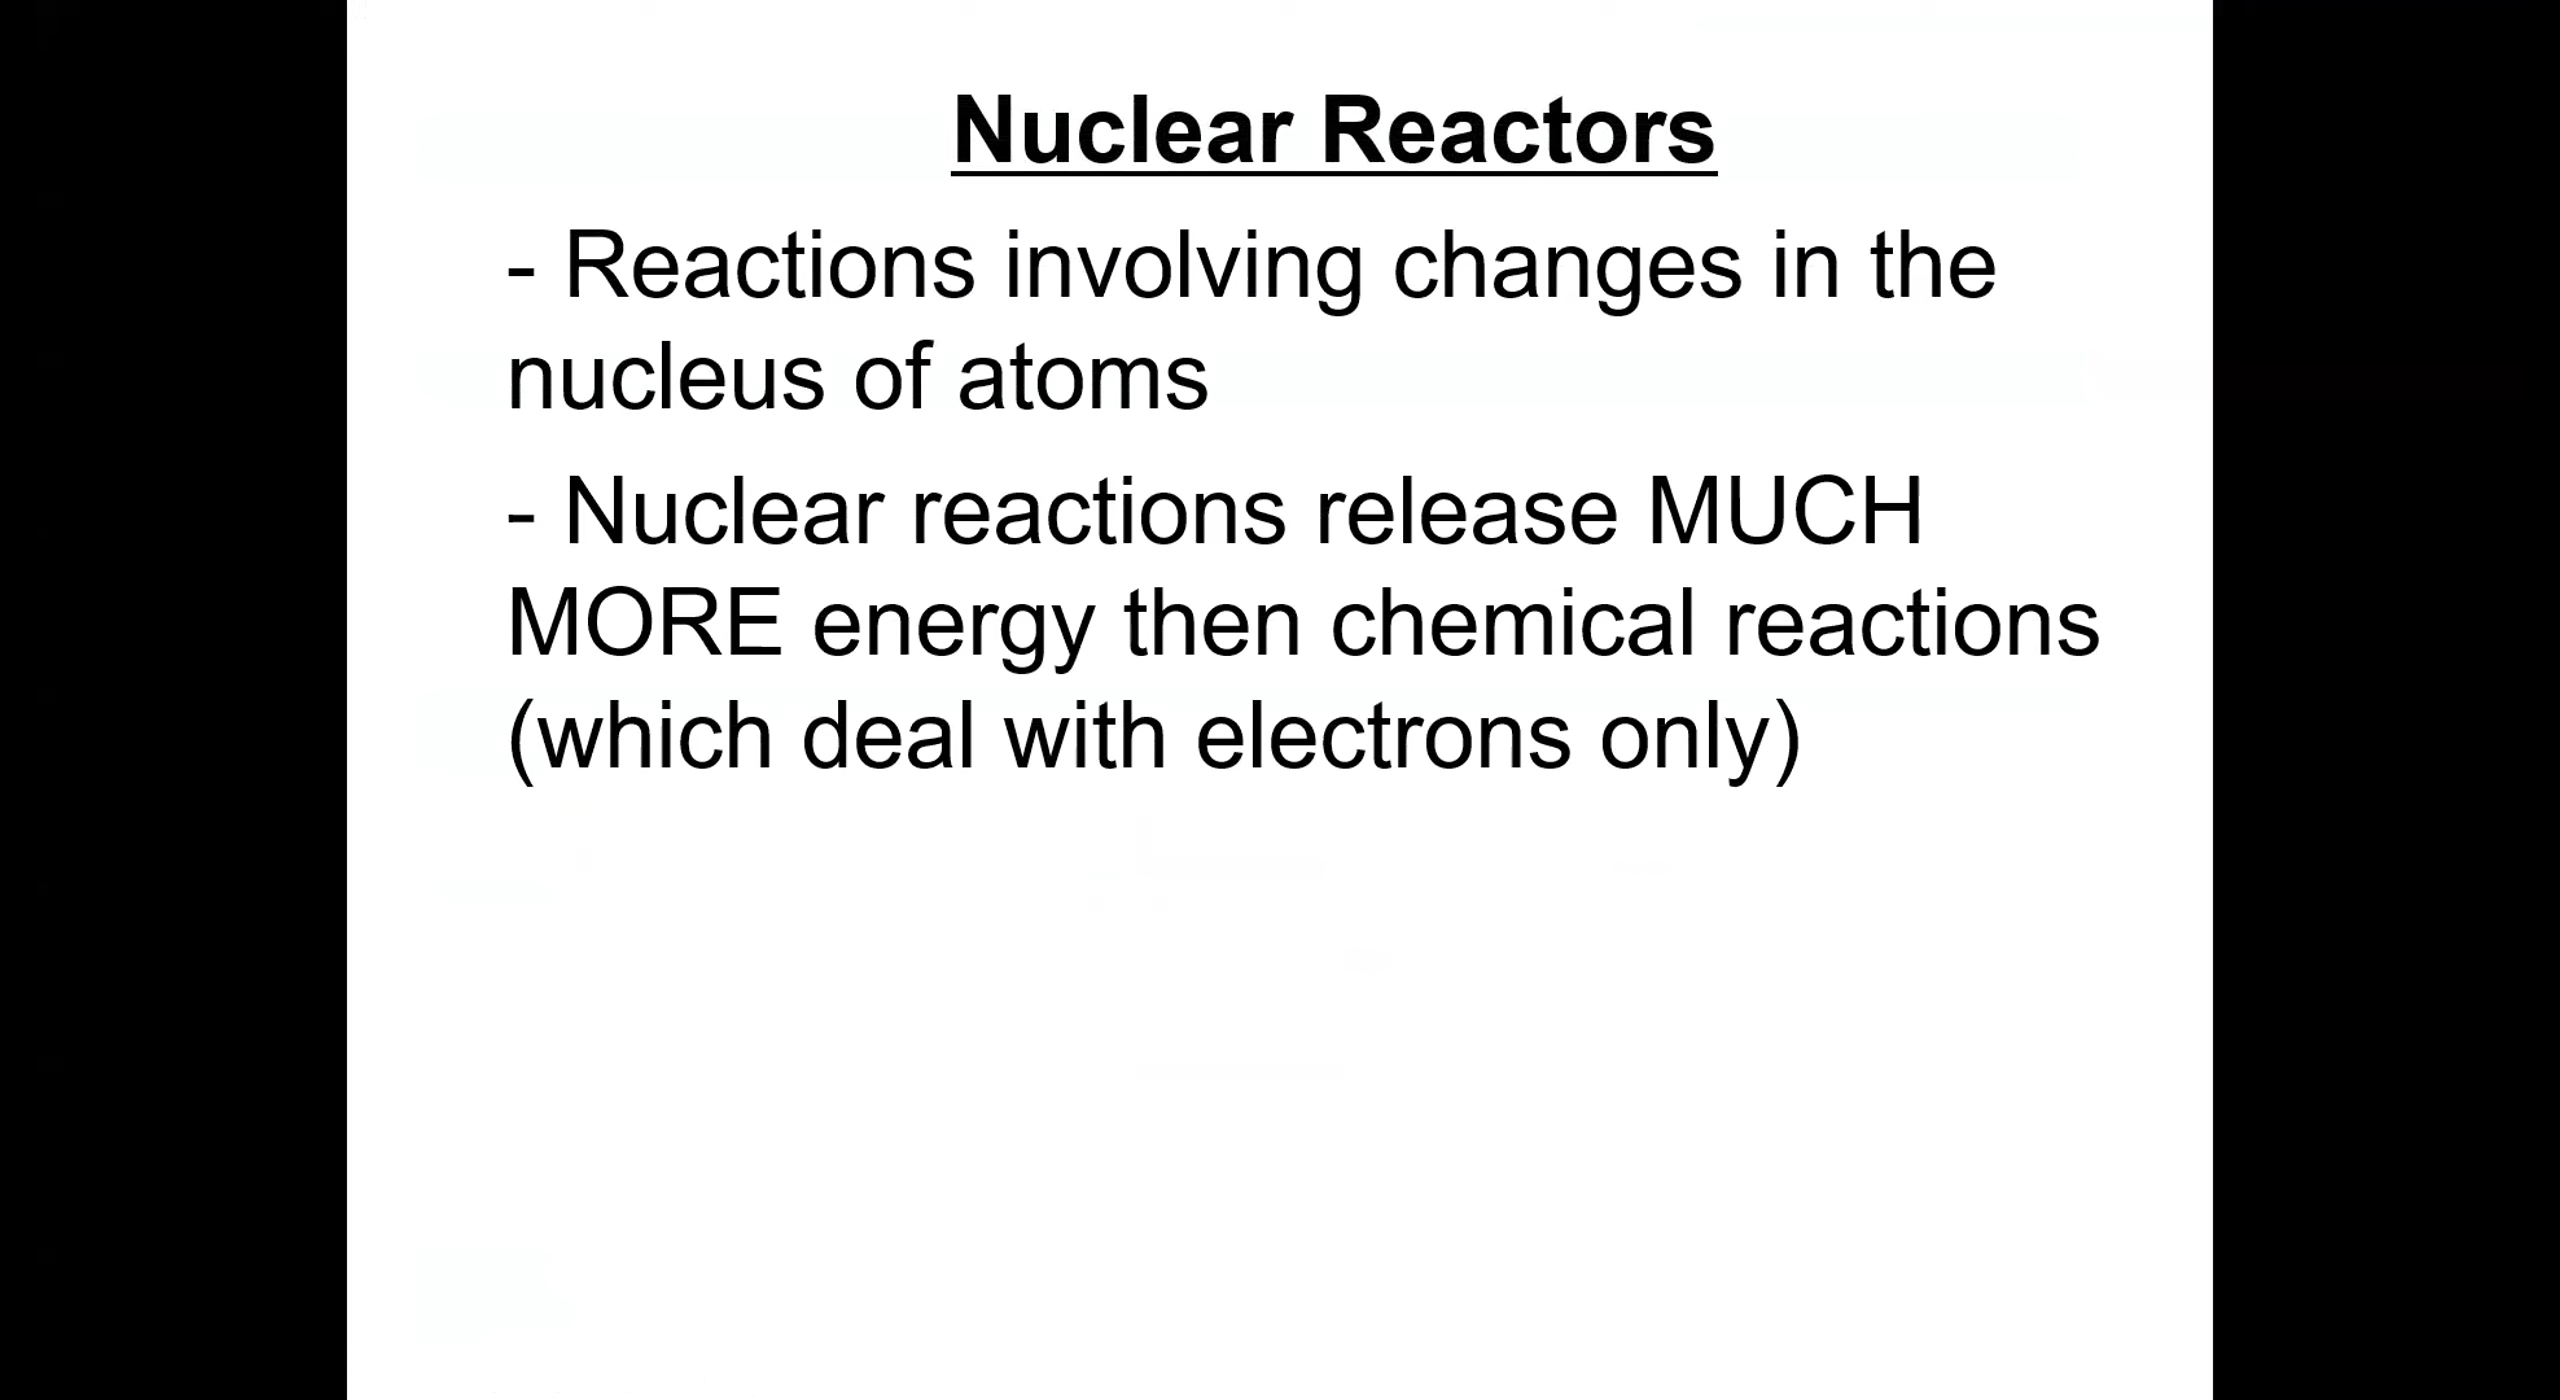 Nuclear Reactors
- Reactions involving changes in the
nucleus of atoms
- Nuclear reactions release MUCH
MORE energy then chemical reactions
(which deal with electrons only)